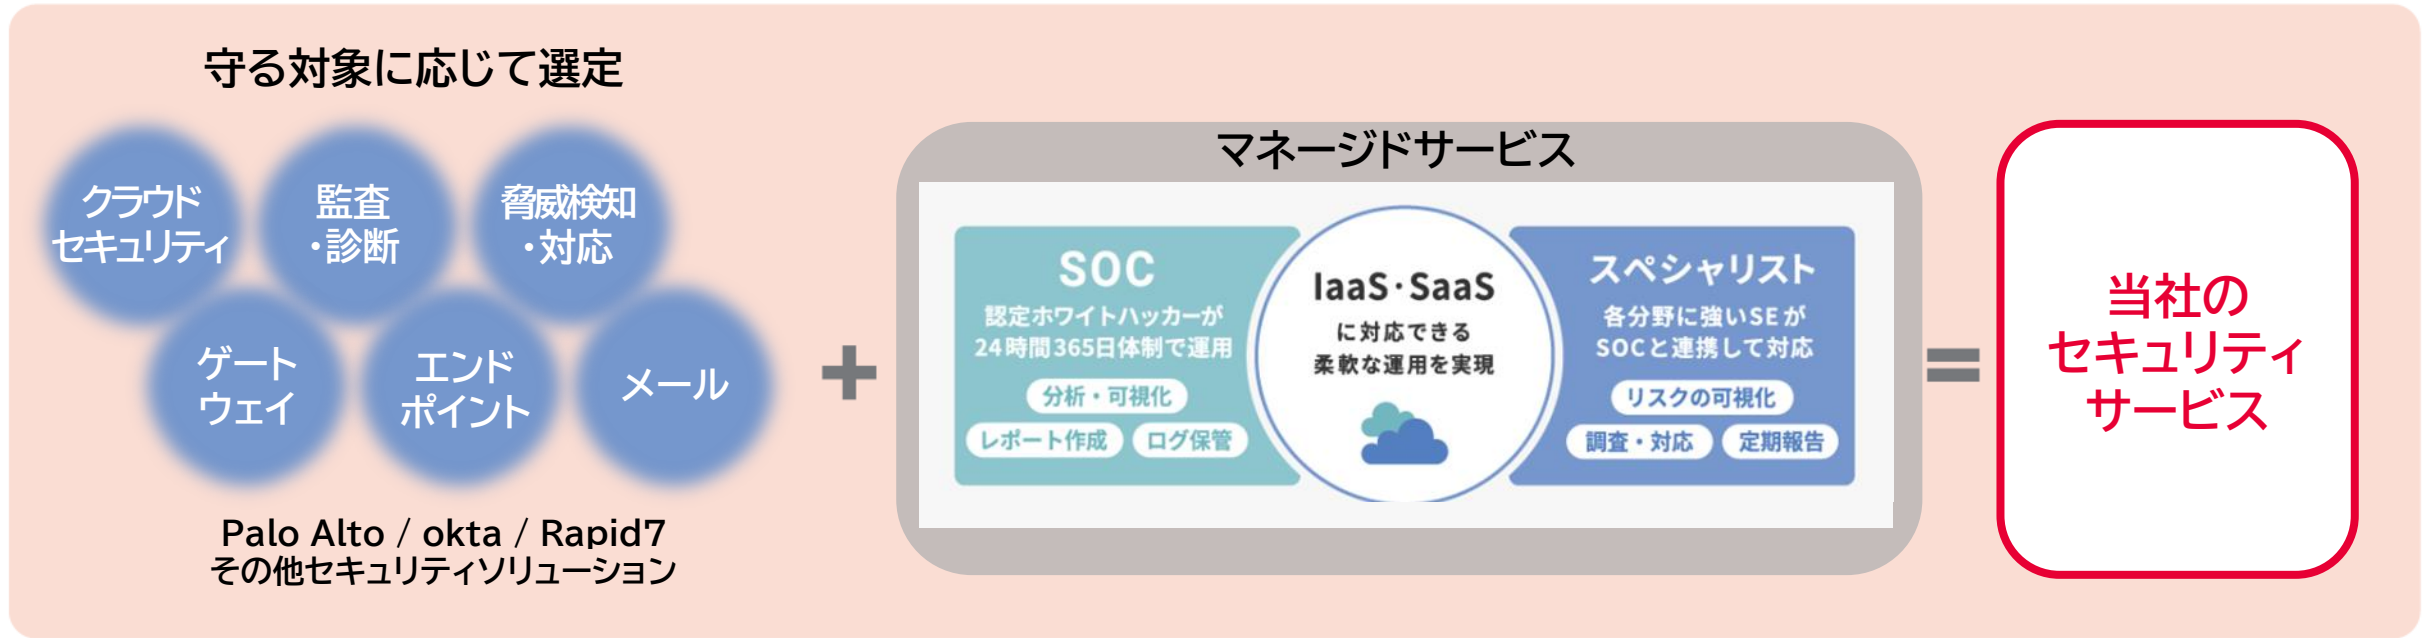 守る対象に応じて選定
クラウド
セキュリティ
監査
・診断
脅威検知
・対応
ゲート
ウェイ
エンド
ポイント
メール
Palo Alto / okta / Rapid7
その他セキュリティソリューション
+
マネージドサービス
SOC
認定ホワイトハッカーが
24時間365日体制で運用
分析・可視化
レポート作成
ログ保管
IaaS・SaaS
に対応できる
柔軟な運用を実現
スペシャリスト
各分野に強いSEが
SOCと連携して対応
リスクの可視化
調査・対応
定期報告
=
当社の
セキュリティ
サービス